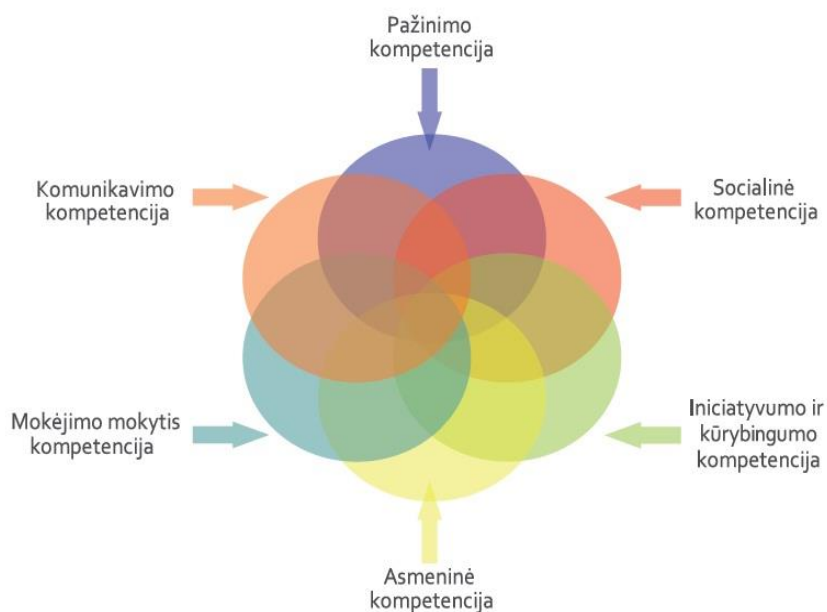 Pažinimo
kompetencija
Komunikavimo
kompetencija
Socialinė
kompetencija
Mokėjimo mokytis
kompetencija
Iniciatyvumo ir
kūrybingumo
kompetencija
Asmeninė
kompetencija